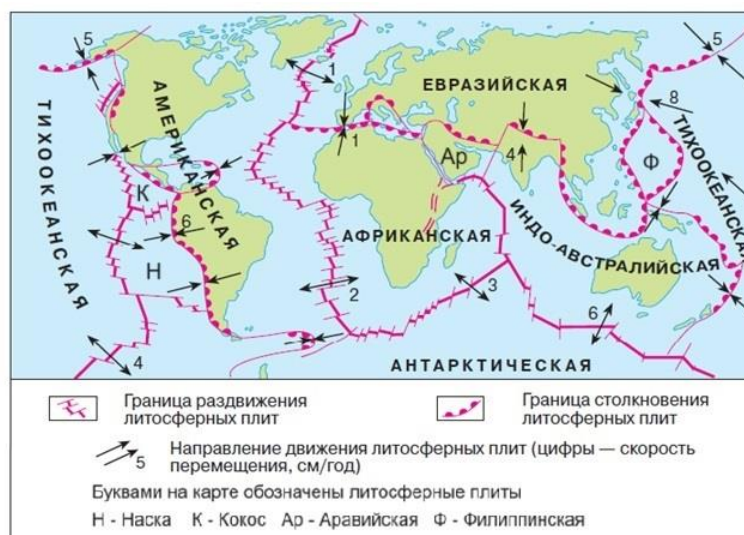 5
1
ЕВРАЗИЙСКАЯ
5
ТИХООКЕАНСКАЯ
АМЕРИКАНСКАЯ
8
1
Ар
4
Ф
ТИХООКЕАНСКАЯ
К
6
АФРИКАНСКАЯ
ИНДО-АВСТРАЛИЙСКАЯ
Н
2
3
6
4
АНТАРКТИЧЕСКАЯ
Граница раздвижения
литосферных плит
Граница столкновения
литосферных плит
5
Направление движения литосферных плит (цифры — скорость
перемещения, см/год)
Буквами на карте обозначены литосферные плиты
Н - Наска К - Кокос Ар - Аравийская Ф - Филиппинская